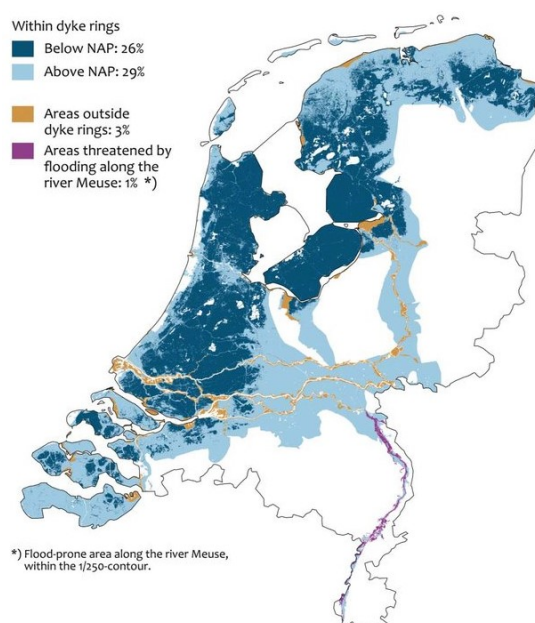 Within dyke rings
Below NAP: 26%
Above NAP: 29%
Areas outside
dyke rings: 3%
Areas threatened by
flooding along the
river Meuse: 1% *)
*) Flood-prone area along the river Meuse,
within the 1/250-contour.